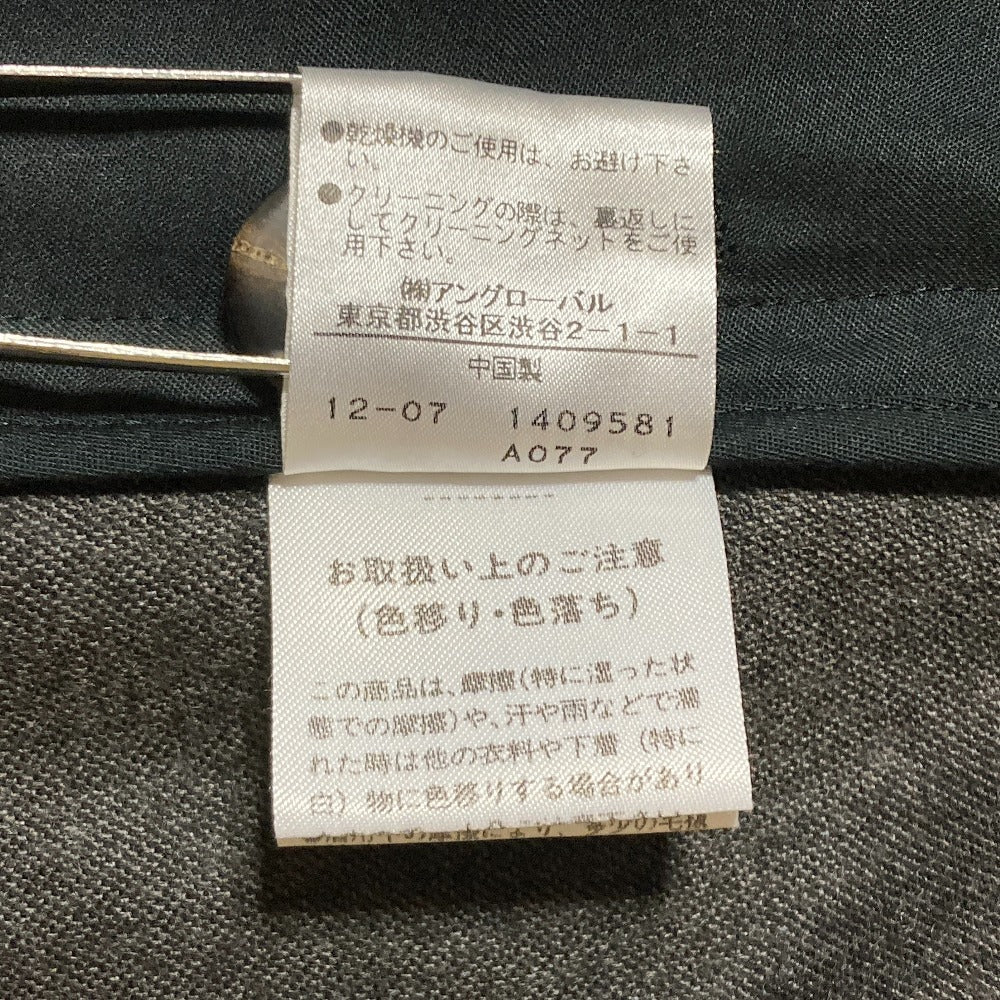 ●乾燥機のご使用は、お避け下さ
い。
●クリーニングの際は、裏返しに
してクリーニングネットをご使
用下さい。
㈱アングローバル
東京都渋谷区渋谷2-1-1
中国製
12-07 1409581
A077
お取扱い上のご注意
(色移り・色落ち)
この商品は、摩擦(特に湿った状
態での摩擦)や、汗や雨などで濡
れた時は他の衣料や下着 (特に
白) 物に色移りする場合があり